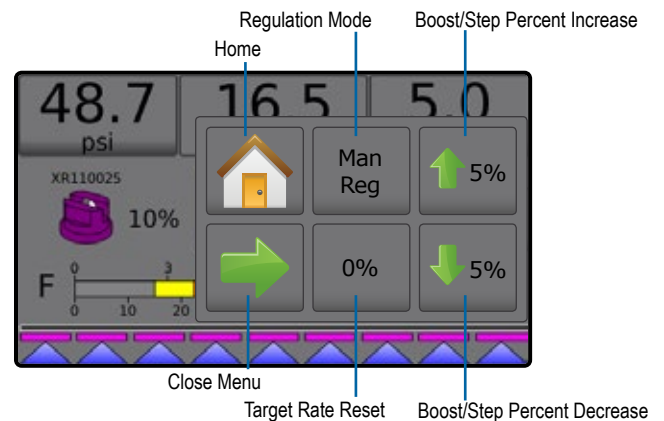 Regulation Mode Boost/Step Percent Increase
Home
48.7 16.5 5.0
psi
Man
Reg
5%
XR110025
10%
0%
5%
F
0 3
0 10 20
Close Menu
Target Rate Reset Boost/Step Percent Decrease